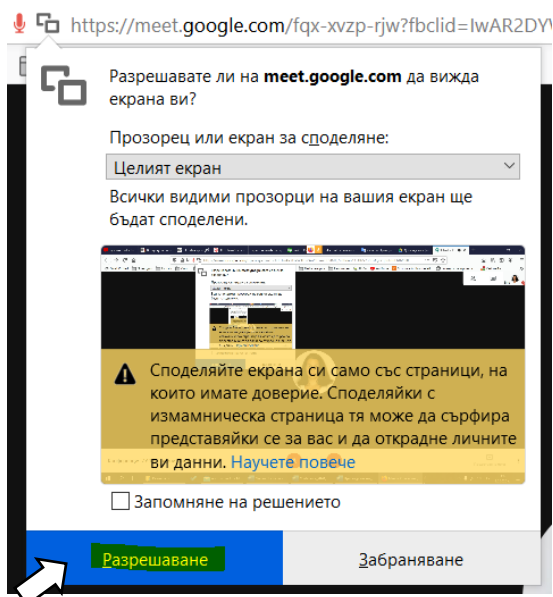 https://meet.google.com/fqx-xvzp-rjw?fbclid=IwAR2DY
Разрешавате ли на meet.google.com да вижда
екрана ви?
Прозорец или екран за споделяне:
Целият екран
Всички видими прозорци на вашия екран ще
бъдат споделени.
Споделяйте екрана си само със страници, на
които имате доверие. Споделяйки с
измамническа страница тя може да сърфира
представяйки се за вас и да открадне личните
ви данни. Научете повече
Запомняне на решението
Разрешаване
Забраняване